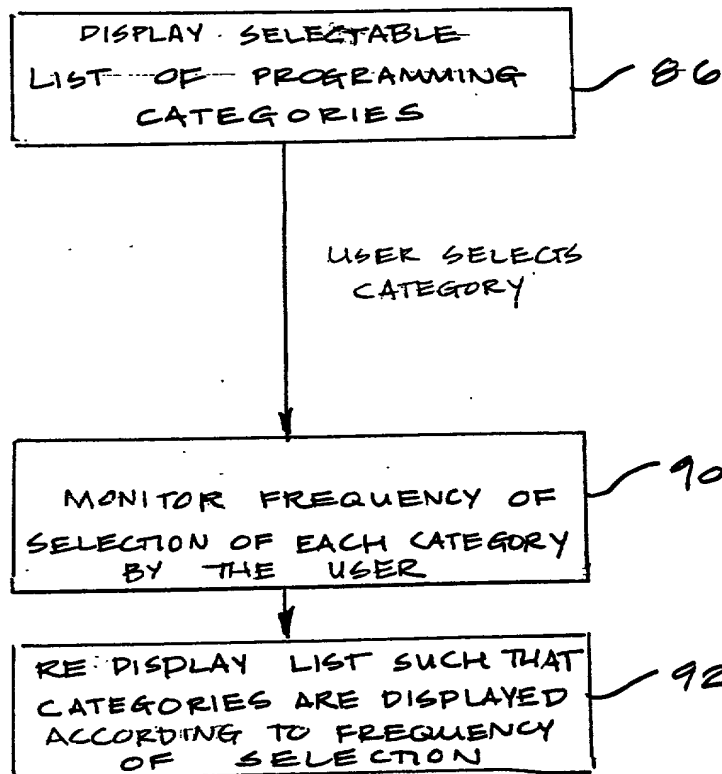 DISPLAY SELECTABLE
LIST OF PROGRAMMING
CATEGORIES
86
USER SELECTS
CATEGORY
MONITOR FREQUENCY OF
SELECTION OF EACH CATEGORY
BY THE USER
90
RE DISPLAY LIST SUCH THAT
CATEGORIES ARE DISPLAYED
ACCORDING TO FREQUENCY
OF SELECTION
92